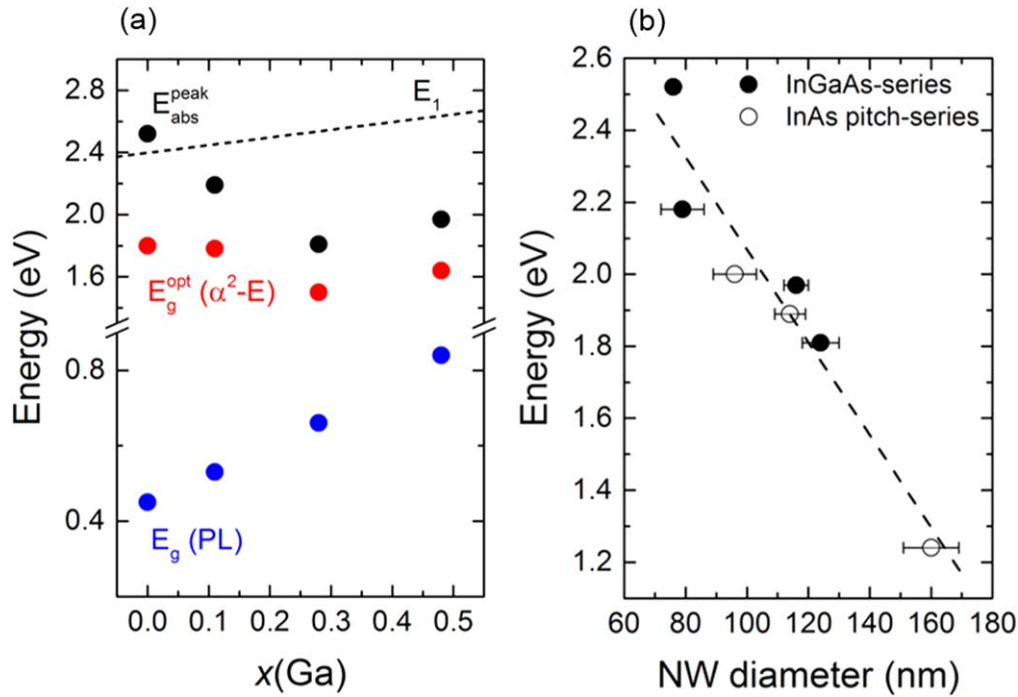 (a)
2.8
2.4
2.0
1.6
0.8
0.4
Energy (eV)
E_abs^peak
E_1
E_g^opt (α²-E)
E_g (PL)
0.0 0.1 0.2 0.3 0.4 0.5
x(Ga)
(b)
2.6
2.4
2.2
2.0
1.8
1.6
1.4
1.2
Energy (eV)
InGaAs-series
InAs pitch-series
60 80 100 120 140 160 180
NW diameter (nm)